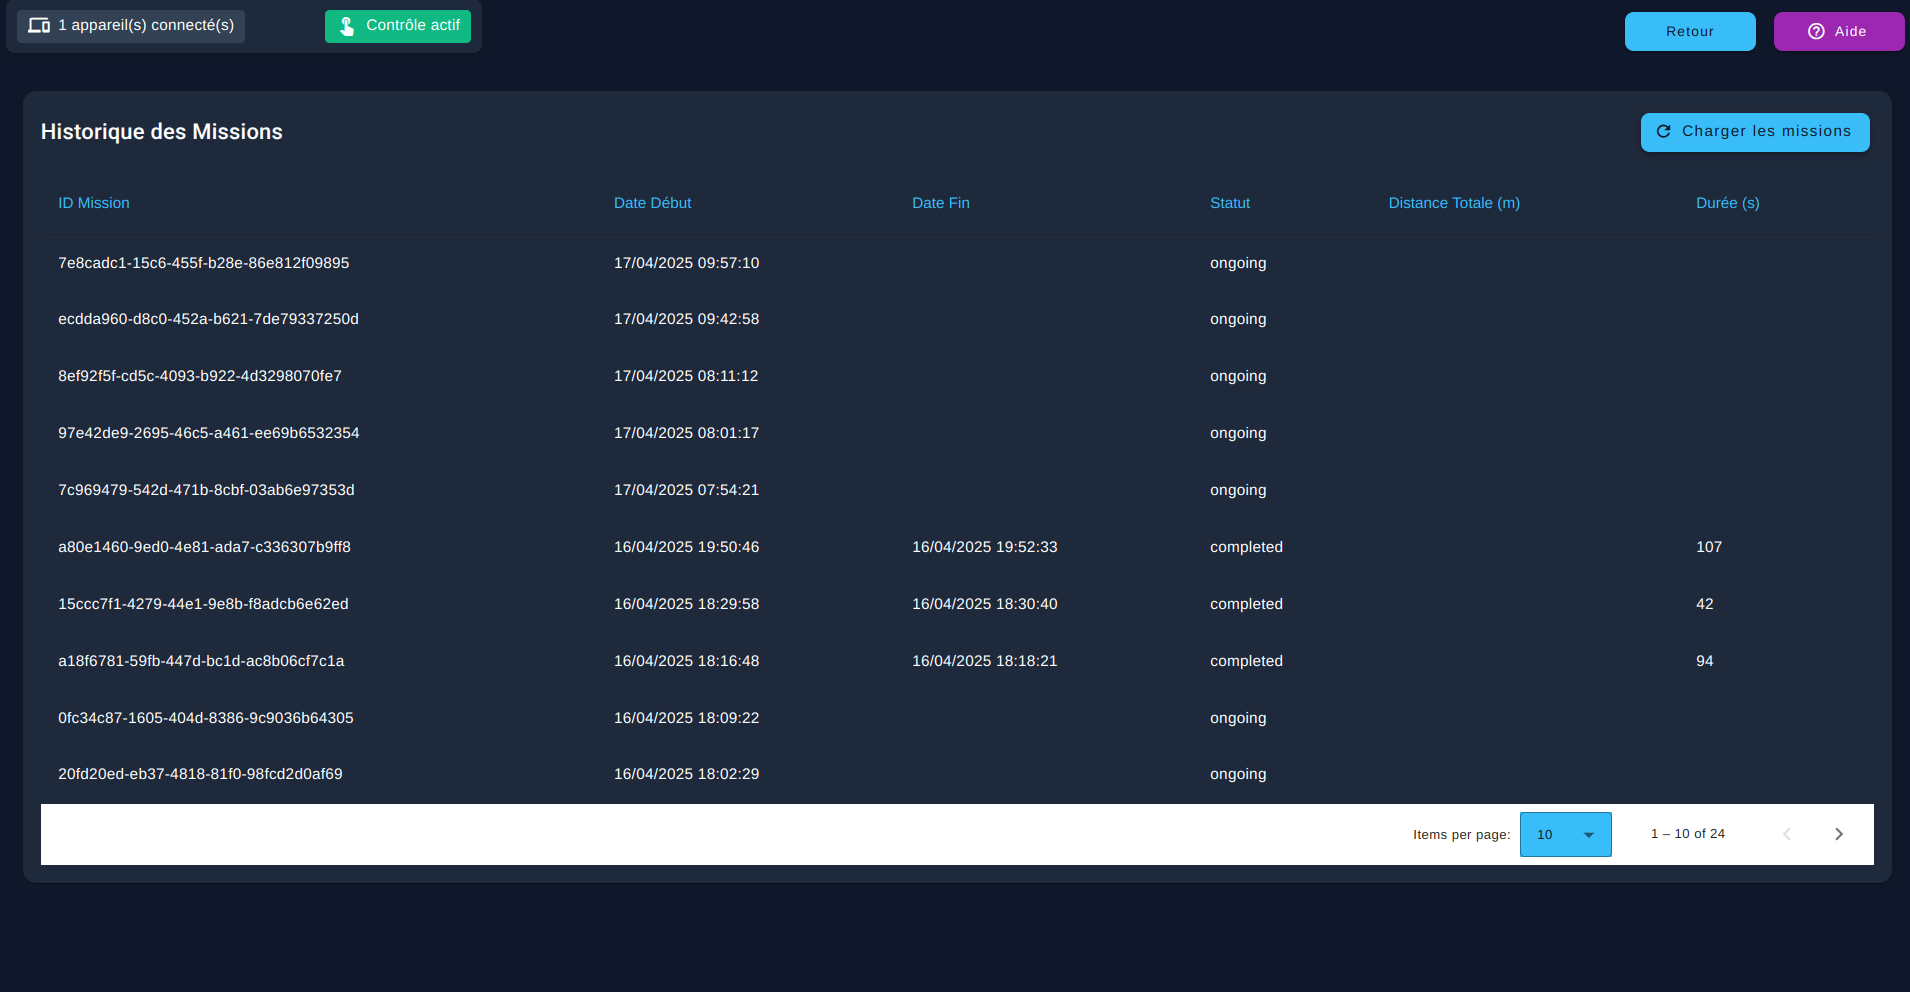 1 appareil(s) connecté(s)
Contrôle actif
Retour
Aide
Historique des Missions
Charger les missions
ID Mission Date Début Date Fin Statut Distance Totale (m) Durée (s)
7e8cadc1-15c6-455f-b28e-86e812f09895 17/04/2025 09:57:10 ongoing
ecdda960-d8c0-452a-b621-7de79337250d 17/04/2025 09:42:58 ongoing
8ef92f5f-cd5c-4093-b922-4d3298070fe7 17/04/2025 08:11:12 ongoing
97e42de9-2695-46c5-a461-ee69b6532354 17/04/2025 08:01:17 ongoing
7c969479-542d-471b-8cbf-03ab6e97353d 17/04/2025 07:54:21 ongoing
a80e1460-9ed0-4e81-ada7-c336307b9ff8 16/04/2025 19:50:46 16/04/2025 19:52:33 completed 107
15ccc7f1-4279-44e1-9e8b-f8adcb6e62ed 16/04/2025 18:29:58 16/04/2025 18:30:40 completed 42
a18f6781-59fb-447d-bc1d-ac8b06cf7c1a 16/04/2025 18:16:48 16/04/2025 18:18:21 completed 94
0fc34c87-1605-404d-8386-9c9036b64305 16/04/2025 18:09:22 ongoing
20fd20ed-eb37-4818-81f0-98fcd2d0af69 16/04/2025 18:02:29 ongoing
Items per page: 10 1 – 10 of 24